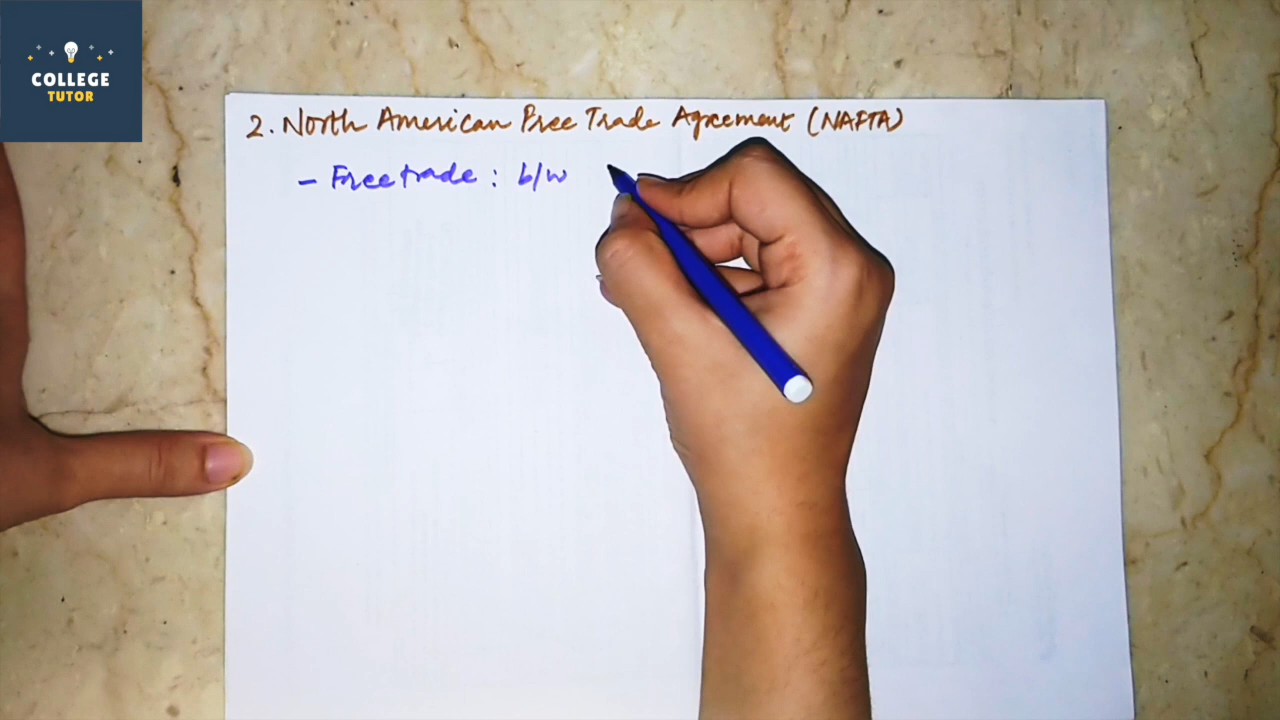 COLLEGE
TUTOR
2. North American Free Trade Agreement (NAFTA)
- Free trade : b/w